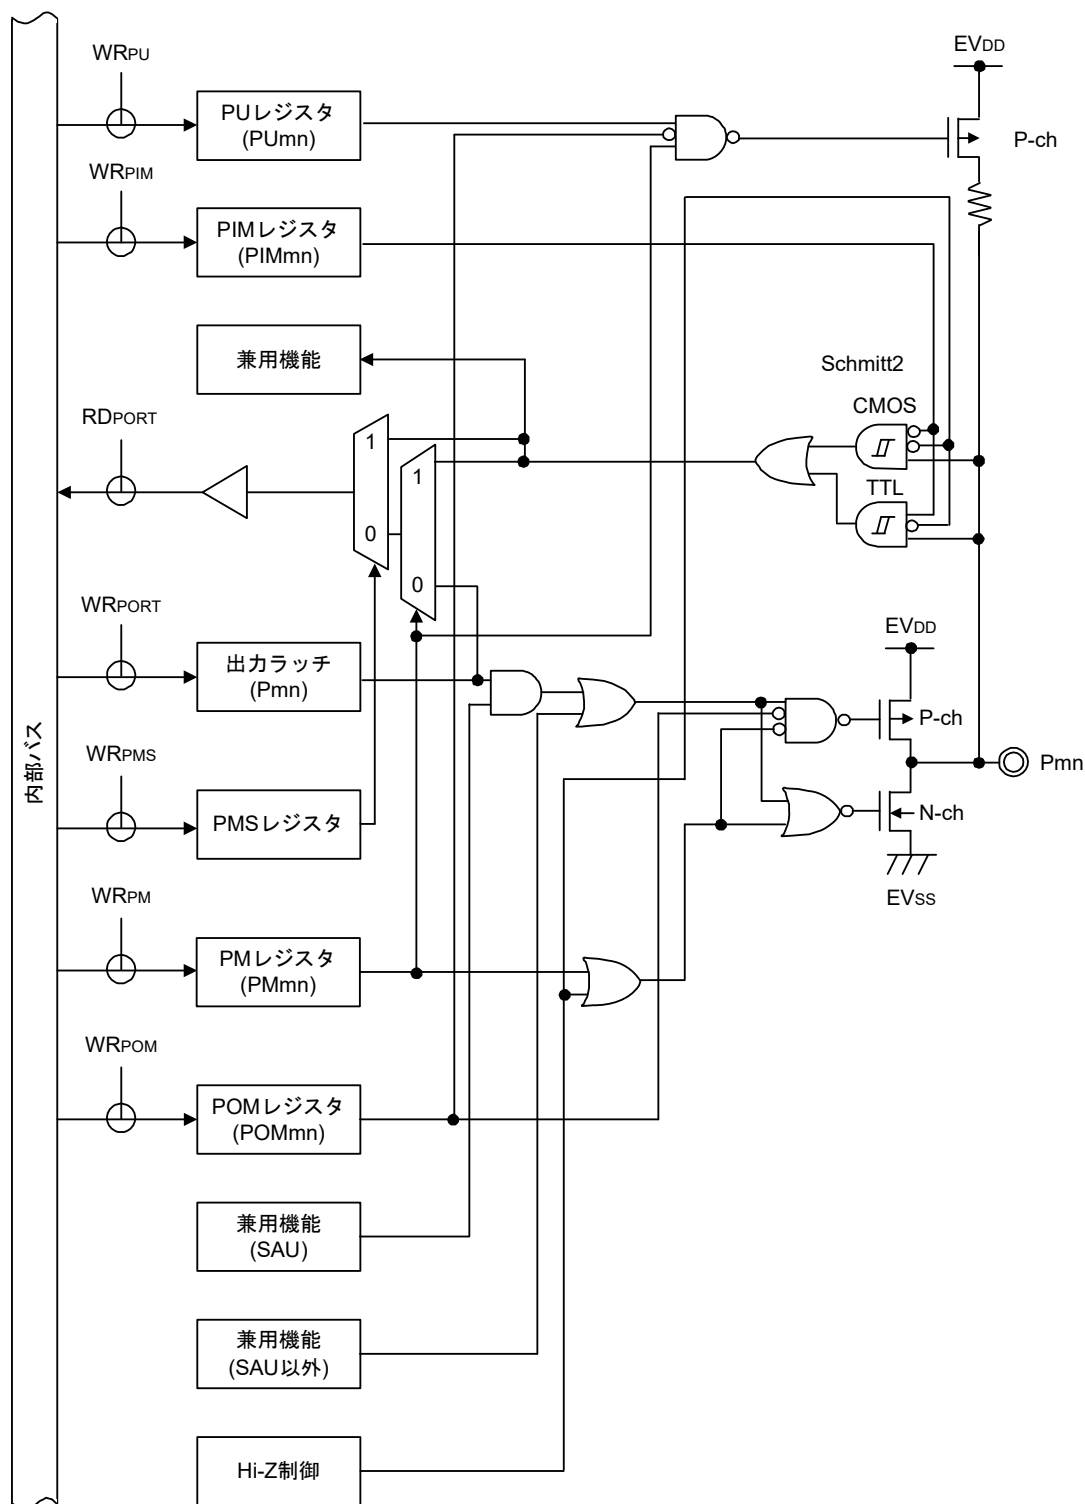 WRPU
EVDD
PUレジスタ
(PUmn)
P-ch
WRPIM
PIMレジスタ
(PIMmn)
兼用機能
Schmitt2
CMOS
RDPORT
1
1
TTL
0
0
WRPORT
EVDD
出力ラッチ
(Pmn)
P-ch
内部バス
WRPMS
Pmn
PMSレジスタ
N-ch
WRPM
EVSS
PMレジスタ
(PMmn)
WRPOM
POMレジスタ
(POMmn)
兼用機能
(SAU)
兼用機能
(SAU以外)
Hi-Z制御